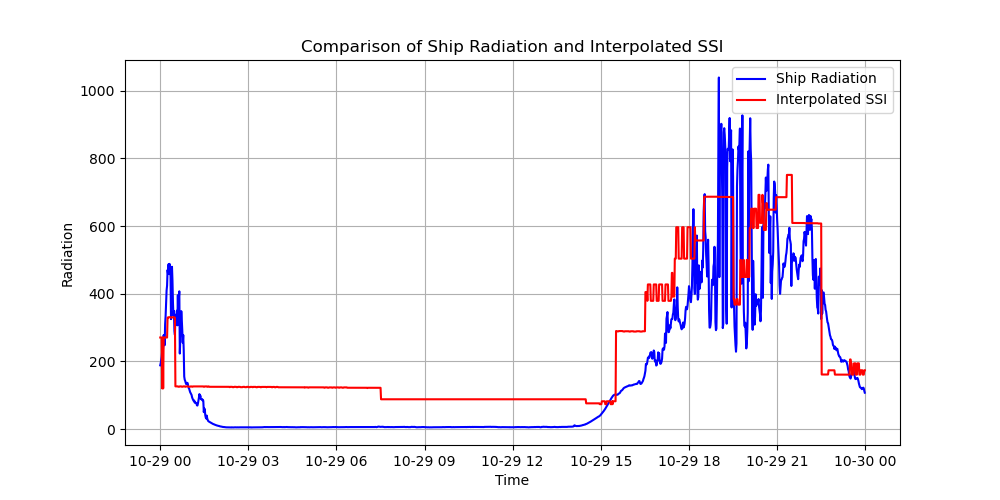 Comparison of Ship Radiation and Interpolated SSI
Ship Radiation
Interpolated SSI
Radiation
1000
800
600
400
200
0
10-29 00 10-29 03 10-29 06 10-29 09 10-29 12 10-29 15 10-29 18 10-29 21 10-30 00
Time